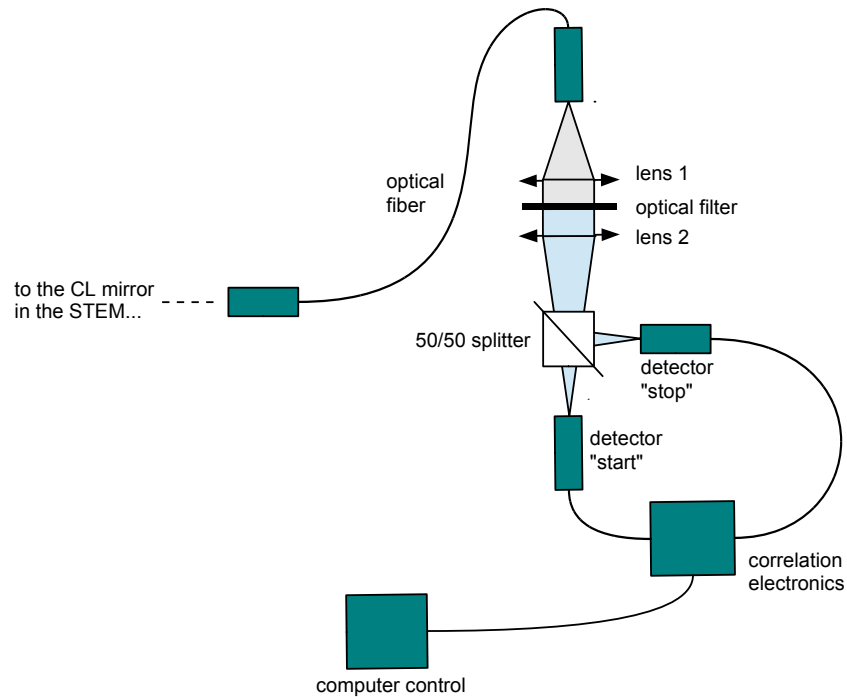 optical
fiber
lens 1
optical filter
lens 2
to the CL mirror
in the STEM...
50/50 splitter
detector
"stop"
detector
"start"
correlation
electronics
computer control